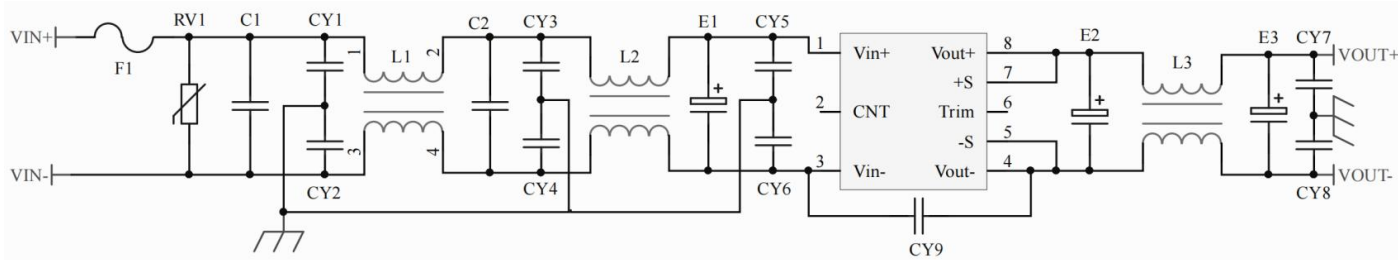 VIN+
F1
RV1
C1
CY1
1
L1
2
C2
CY3
L2
E1
CY5
1
Vin+
Vout+
8
E2
L3
E3
CY7
VOUT+
+S
7
+
2
CNT
Trim
6
+
+
-S
5
3
4
VIN-
CY2
CY4
CY6
3
Vin-
Vout-
4
CY8
VOUT-
CY9